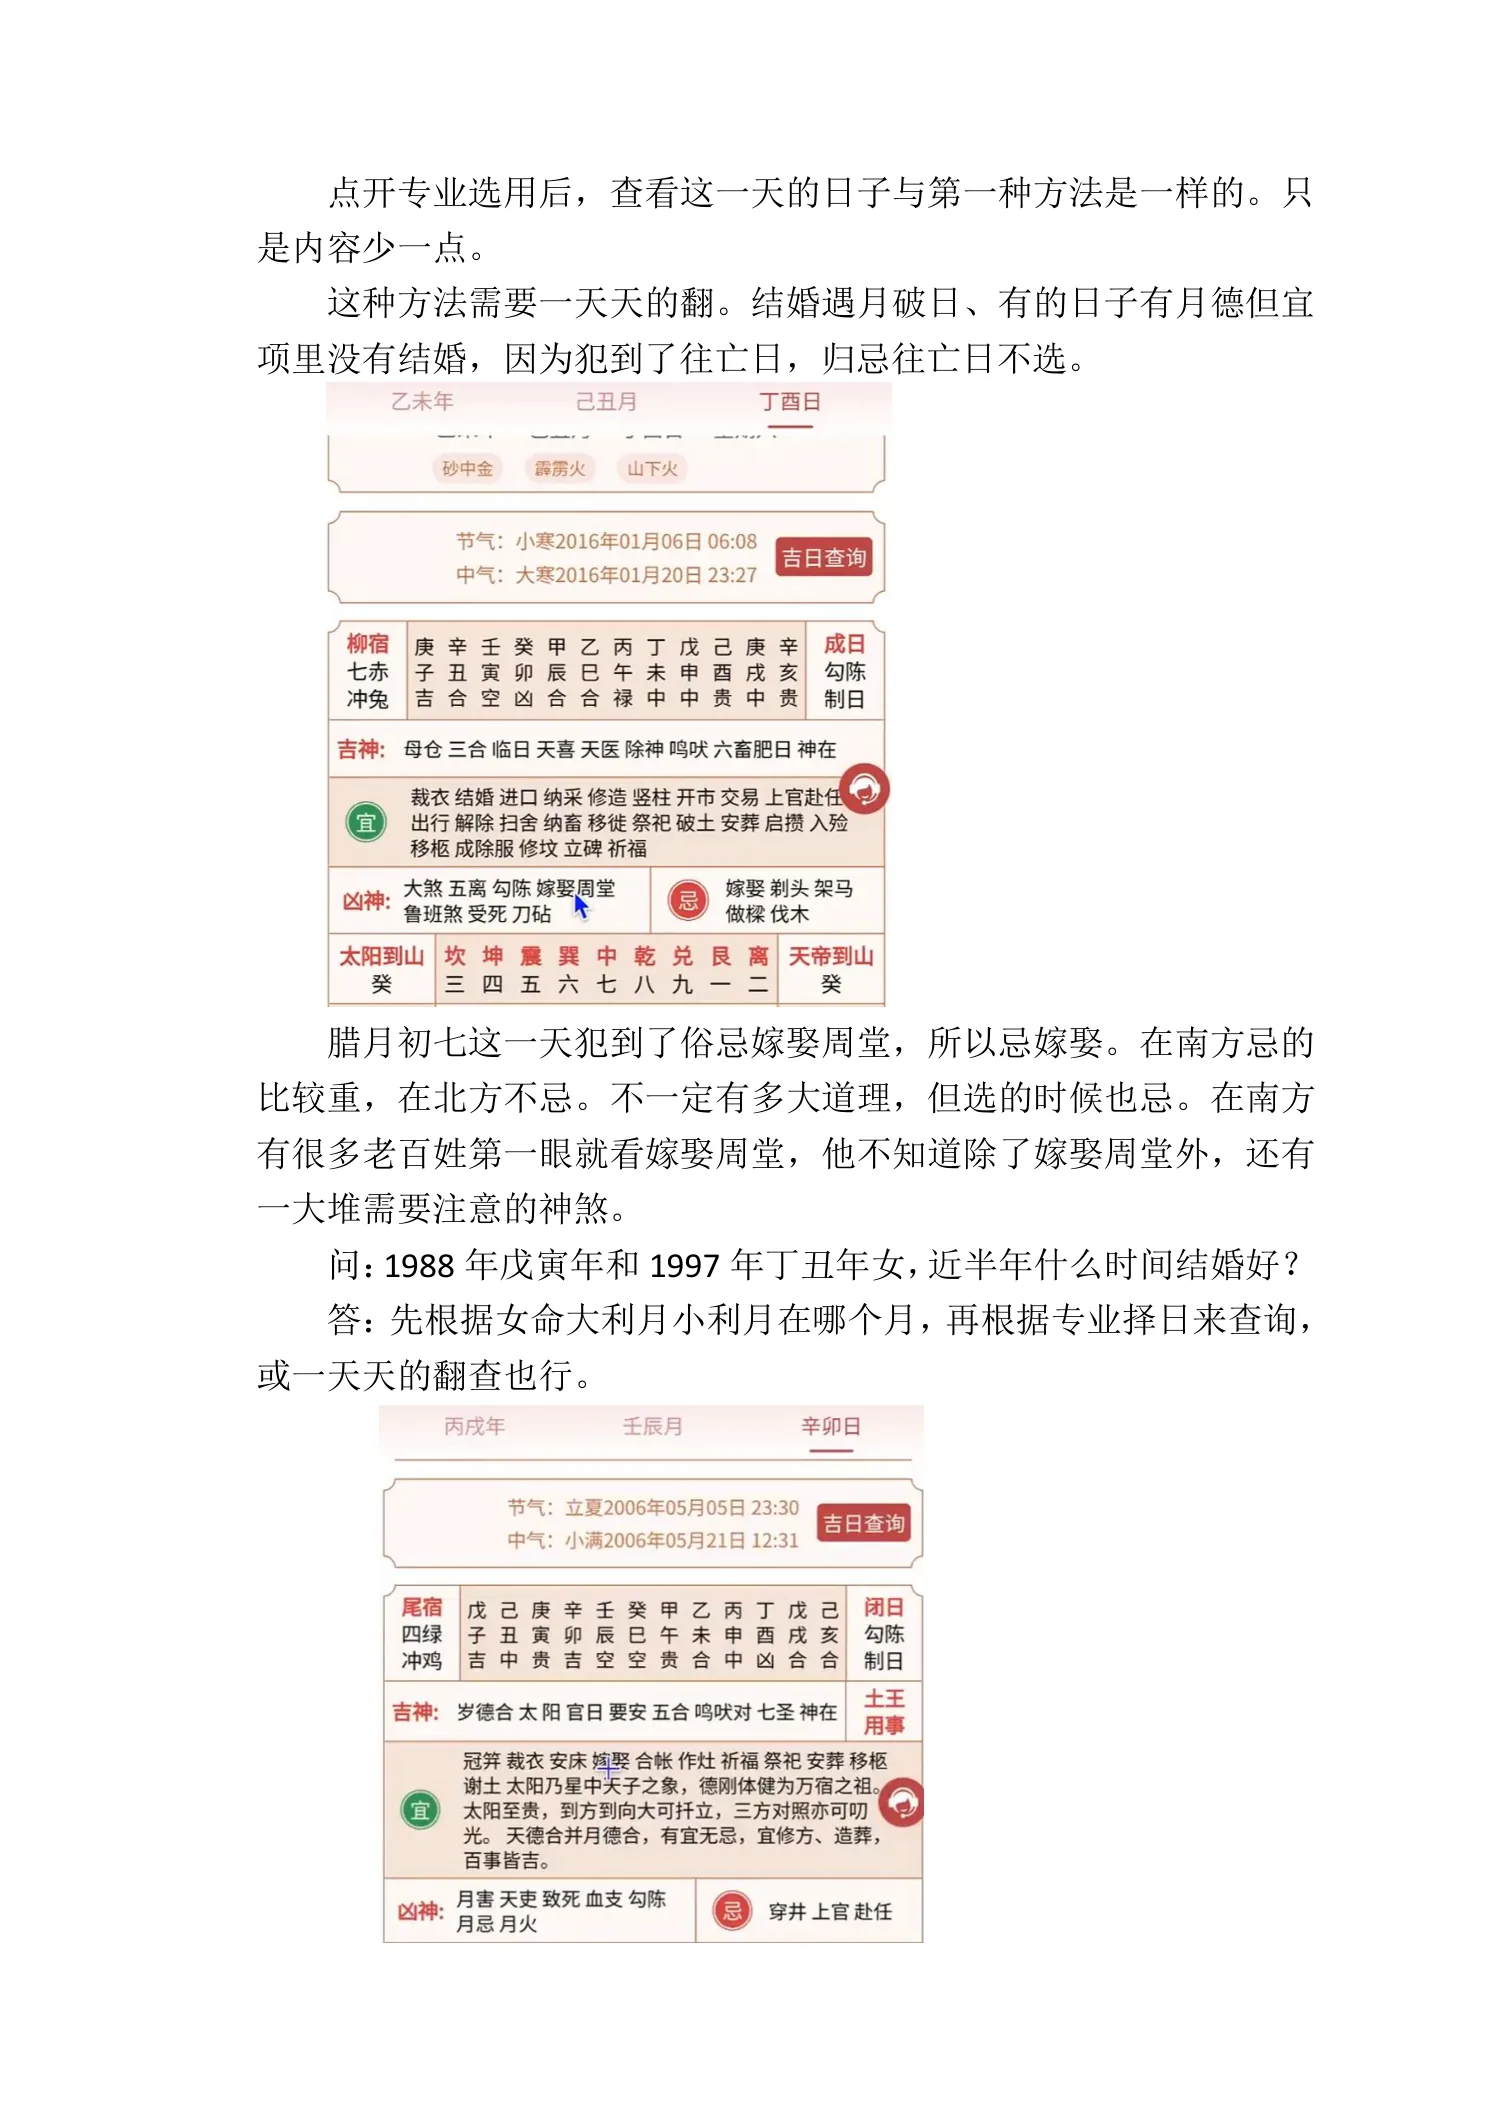 点开专业选用后，查看这一天的日子与第一种方法是一样的。只
是内容少一点。
这种方法需要一天天的翻。结婚遇月破日、有的日子有月德但宜
项里没有结婚，因为犯到了往亡日，归忌往亡日不选。
乙未年 己丑月 丁酉日
砂中金 霹雳火 山下火
节气：小寒2016年01月06日 06:08
中气：大寒2016年01月20日 23:27
吉日查询
柳宿
七赤
冲兔
庚 辛 壬 癸 甲 乙 丙 丁 戊 己 庚 辛
子 丑 寅 卯 辰 巳 午 未 申 酉 戌 亥
吉 合 空 凶 合 合 禄 中 中 贵 中 贵
成日
勾陈
制日
吉神: 母仓 三合 临日 天喜 天医 除神 鸣吠 六畜肥日 神在
宜
裁衣 结婚 进口 纳采 修造 竖柱 开市 交易 上官赴任
出行 解除 扫舍 纳畜 移徙 祭祀 破土 安葬 启攒 入殓
移柩 成除服 修坟 立碑 祈福
凶神:
大煞 五离 勾陈 嫁娶周堂
鲁班煞 受死 刀砧
忌
嫁娶 剃头 架马
做樑 伐木
太阳到山
癸
坎 坤 震 巽 中 乾 兑 艮 离
三 四 五 六 七 八 九 一 二
天帝到山
癸
腊月初七这一天犯到了俗忌嫁娶周堂，所以忌嫁娶。在南方忌的
比较重，在北方不忌。不一定有多大道理，但选的时候也忌。在南方
有很多老百姓第一眼就看嫁娶周堂，他不知道除了嫁娶周堂外，还有
一大堆需要注意的神煞。
问：1988 年戊寅年和 1997 年丁丑年女，近半年什么时间结婚好？
答：先根据女命大利月小利月在哪个月，再根据专业择日来查询，
或一天天的翻查也行。
丙戌年 壬辰月 辛卯日
节气：立夏2006年05月05日 23:30
中气：小满2006年05月21日 12:31
吉日查询
尾宿
四绿
冲鸡
戊 己 庚 辛 壬 癸 甲 乙 丙 丁 戊 己
子 丑 寅 卯 辰 巳 午 未 申 酉 戌 亥
吉 中 贵 吉 空 空 贵 合 中 凶 合 合
闭日
勾陈
制日
吉神: 岁德合 太 阳 官日 要安 五合 鸣吠对 七圣 神在
土王
用事
宜
冠笄 裁衣 安床 嫁娶 合帐 作灶 祈福 祭祀 安葬 移柩
谢土 太阳乃星中天子之象，德刚体健为万宿之祖。
太阳至贵，到方到向大可扦立，三方对照亦可叨
光。 天德合并月德合，有宜无忌，宜修方、造葬，
百事皆吉。
凶神:
月害 天吏 致死 血支 勾陈
月忌 月火
忌
穿井 上官 赴任